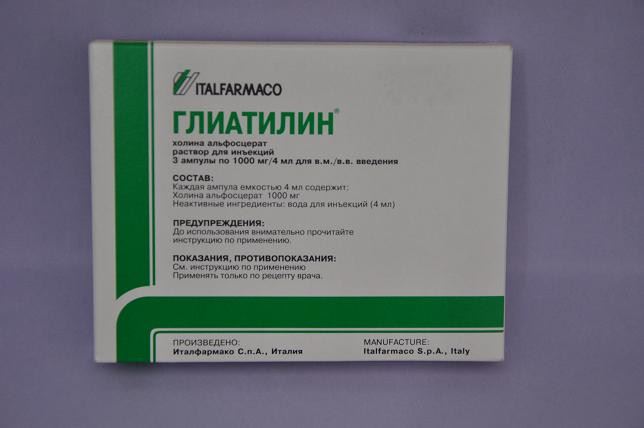 ITALFARMACO
ГЛИАТИЛИН®
холина альфосцерат
раствор для инъекций
3 ампулы по 1000 мг/4 мл для в.м./в.в. введения
СОСТАВ:
Каждая ампула емкостью 4 мл содержит:
Холина альфосцерат 1000 мг
Неактивные ингредиенты: вода для инъекций (4 мл)
ПРЕДУПРЕЖДЕНИЯ:
До использования внимательно прочитайте
инструкцию по применению.
ПОКАЗАНИЯ, ПРОТИВОПОКАЗАНИЯ:
См. инструкцию по применению
Применять только по рецепту врача.
ПРОИЗВЕДЕНО:
Италфармако С.п.А., Италия
MANUFACTURE:
Italfarmaco S.p.A., Italy